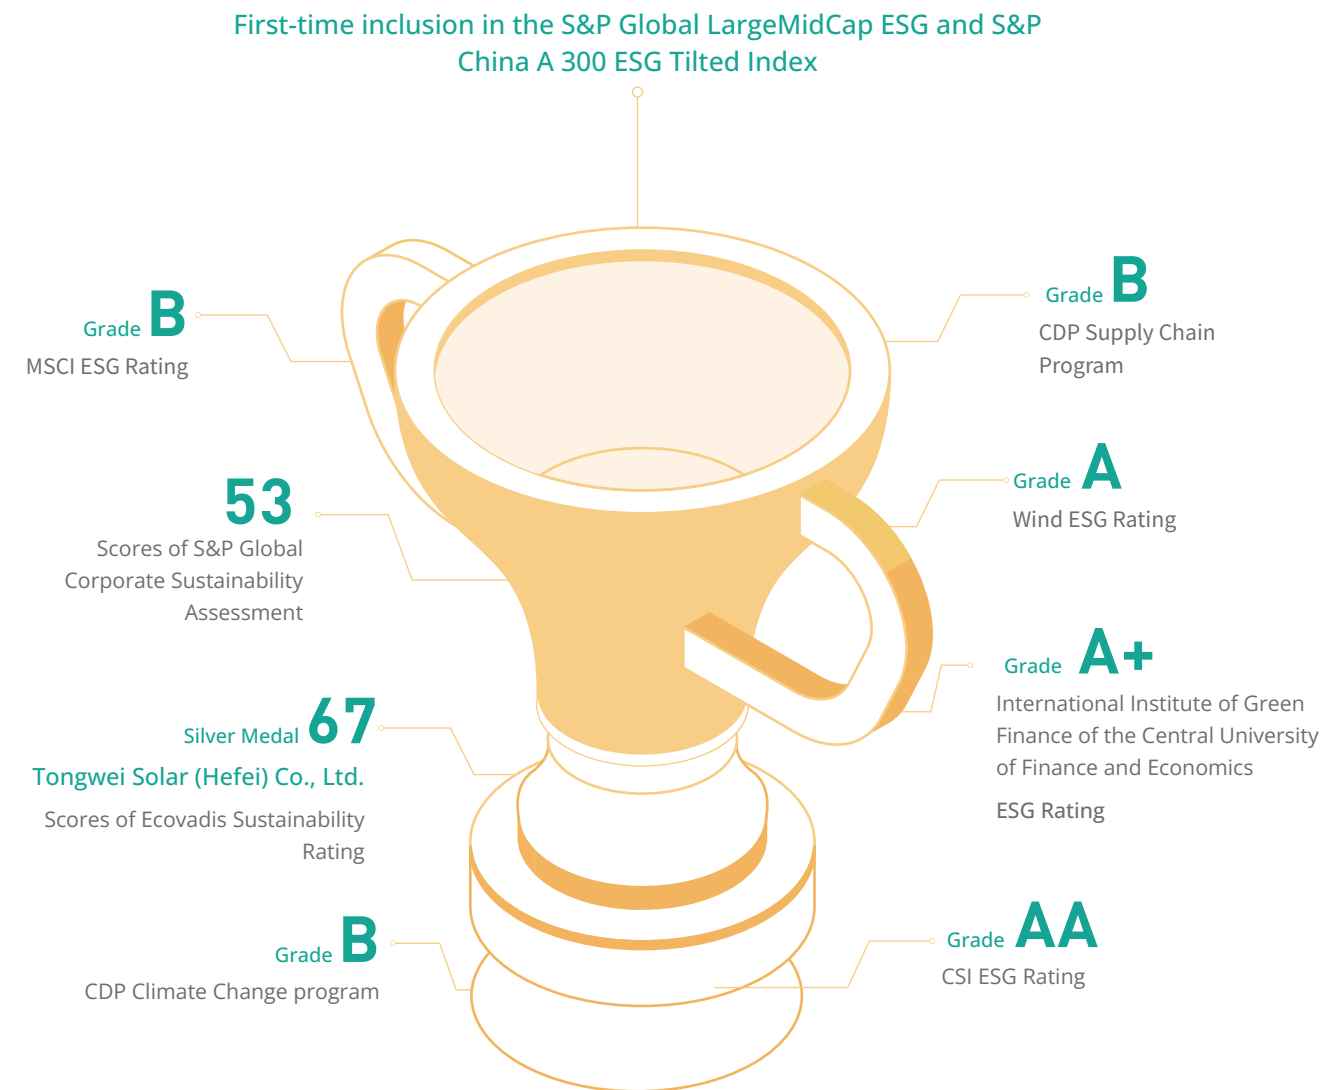 First-time inclusion in the S&P Global LargeMidCap ESG and S&P
China A 300 ESG Tilted Index
Grade B
MSCI ESG Rating
53
Scores of S&P Global
Corporate Sustainability
Assessment
Silver Medal 67
Tongwei Solar (Hefei) Co., Ltd.
Scores of Ecovadis Sustainability
Rating
Grade B
CDP Climate Change program
Grade B
CDP Supply Chain
Program
Grade A
Wind ESG Rating
Grade A+
International Institute of Green
Finance of the Central University
of Finance and Economics
ESG Rating
Grade AA
CSI ESG Rating